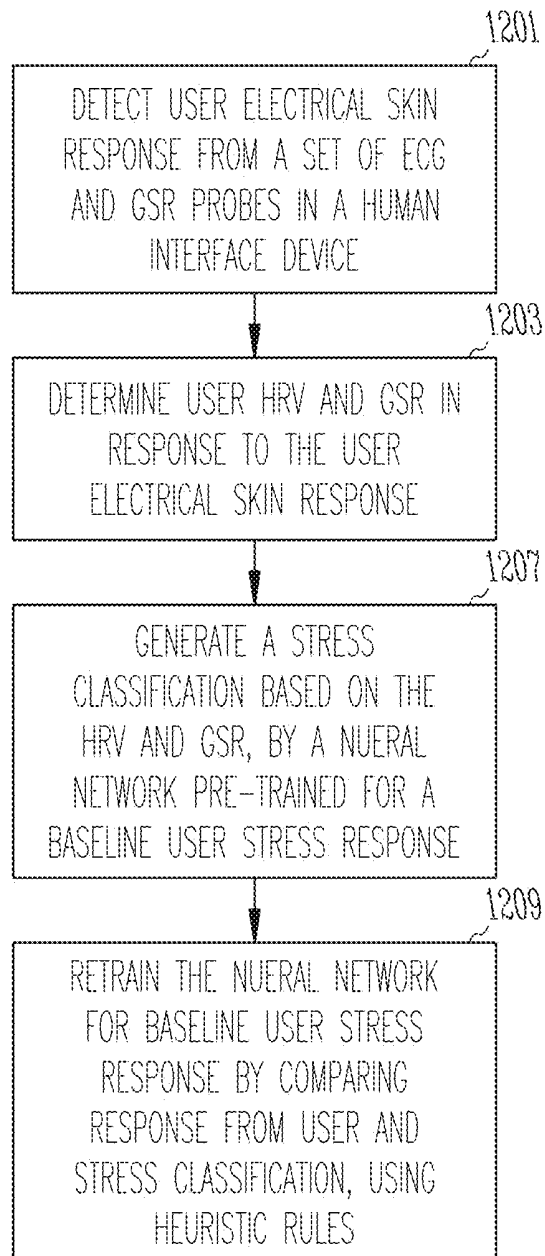 1201
DETECT USER ELECTRICAL SKIN
RESPONSE FROM A SET OF ECG
AND GSR PROBES IN A HUMAN
INTERFACE DEVICE
1203
DETERMINE USER HRV AND GSR IN
RESPONSE TO THE USER
ELECTRICAL SKIN RESPONSE
1207
GENERATE A STRESS
CLASSIFICATION BASED ON THE
HRV AND GSR, BY A NUERAL
NETWORK PRE-TRAINED FOR A
BASELINE USER STRESS RESPONSE
1209
RETRAIN THE NUERAL NETWORK
FOR BASELINE USER STRESS
RESPONSE BY COMPARING
RESPONSE FROM USER AND
STRESS CLASSIFICATION, USING
HEURISTIC RULES